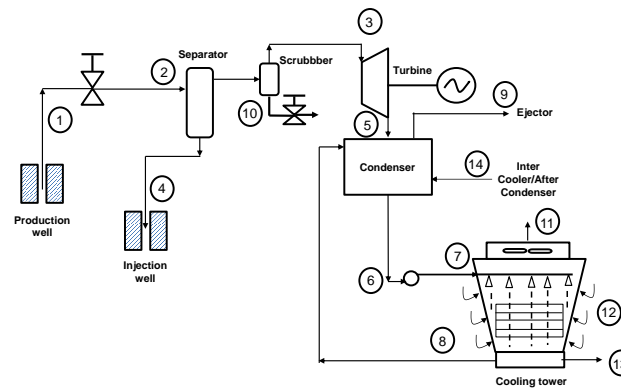 3
Separator
Scrubbber
2
Turbine
1
10
9
5
Ejector
Condenser
14
Inter
Cooler/After
Condenser
4
Production
well
11
Injection
well
7
6
12
8
13
Cooling tower